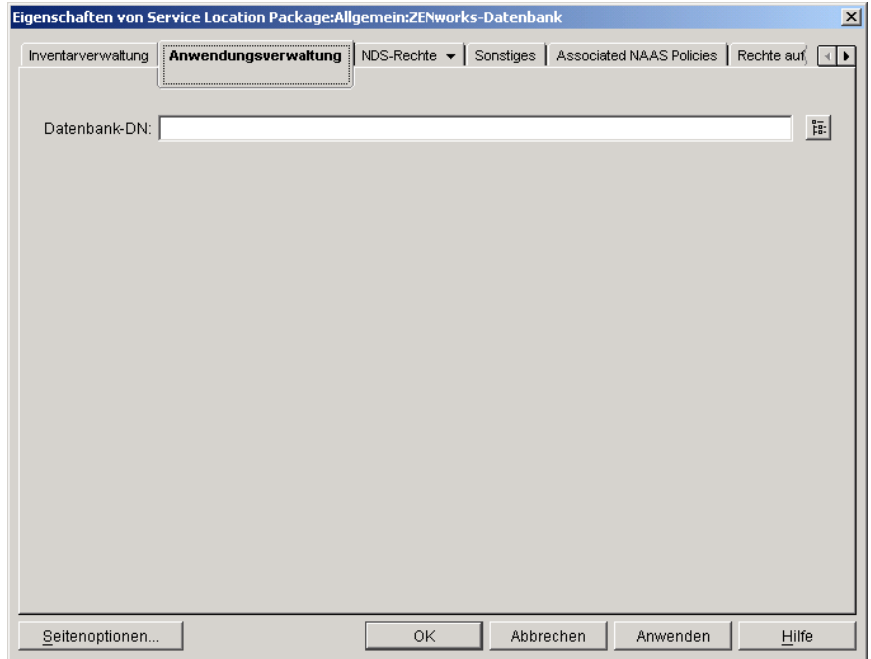 Eigenschaften von Service Location Package:Allgemein:ZENworks-Datenbank
Inventarverwaltung Anwendungsverwaltung NDS-Rechte Sonstiges Associated NAAS Policies Rechte auf
Datenbank-DN:
Seitenoptionen... OK Abbrechen Anwenden Hilfe